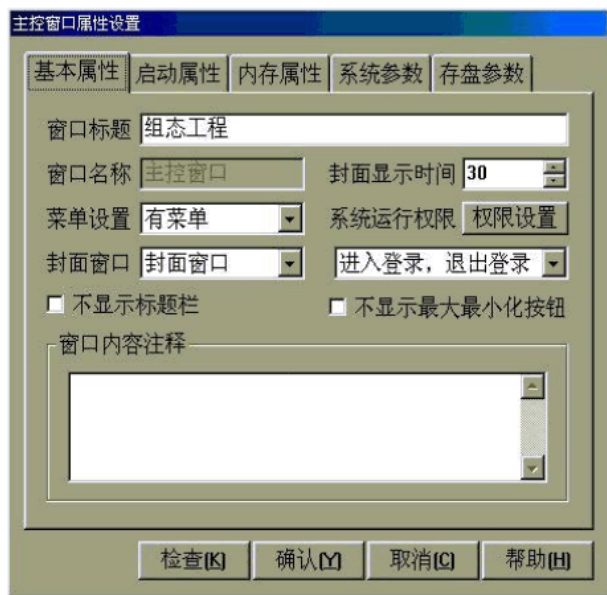 主控窗口属性设置
基本属性 启动属性 内存属性 系统参数 存盘参数
窗口标题 组态工程
窗口名称 主控窗口 封面显示时间 30
菜单设置 有菜单 系统运行权限 权限设置
封面窗口 封面窗口 进入登录，退出登录
不显示标题栏 不显示最大最小化按钮
窗口内容注释
检查(K) 确认(Y) 取消(C) 帮助(H)